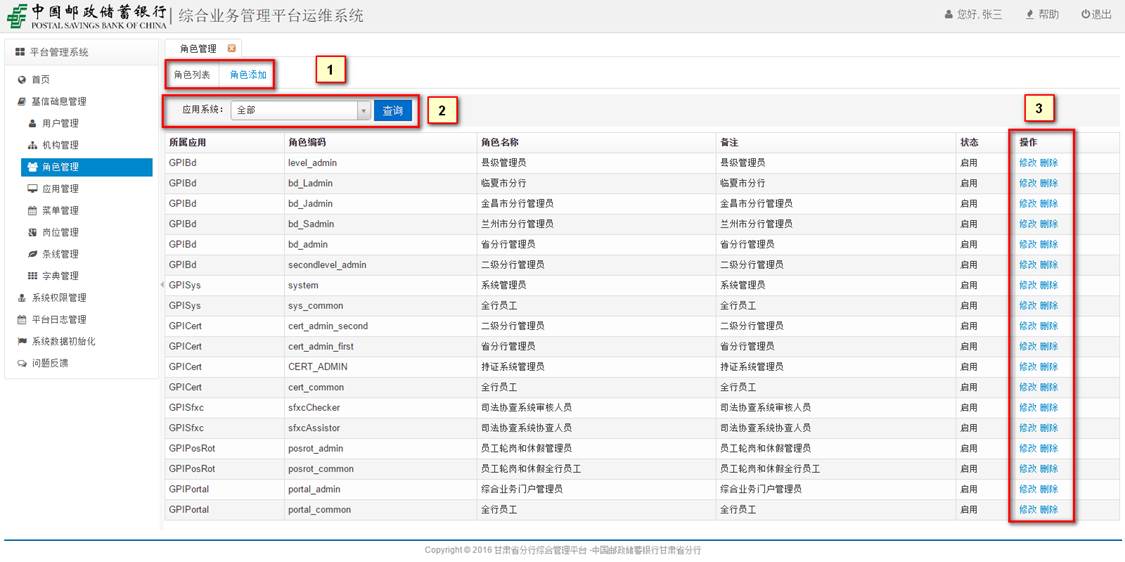 中国邮政储蓄银行 综合业务管理平台运维系统 您好, 张三 帮助 退出
POSTAL SAVINGS BANK OF CHINA
平台管理系统
首页
基信础息管理
用户管理
机构管理
角色管理
应用管理
菜单管理
岗位管理
条线管理
字典管理
系统权限管理
平台日志管理
系统数据初始化
问题反馈
角色管理
角色列表 角色添加 1
应用系统: 全部 查询 2
3
所属应用 角色编码 角色名称 备注 状态 操作
GPIBd level_admin 县级管理员 县级管理员 启用 修改 删除
GPIBd bd_Ladmin 临夏市分行 临夏市分行 启用 修改 删除
GPIBd bd_Jadmin 金昌市分行管理员 金昌市分行管理员 启用 修改 删除
GPIBd bd_Sadmin 兰州市分行管理员 兰州市分行管理员 启用 修改 删除
GPIBd bd_admin 省分行管理员 省分行管理员 启用 修改 删除
GPIBd secondlevel_admin 二级分行管理员 二级分行管理员 启用 修改 删除
GPISys system 系统管理员 系统管理员 启用 修改 删除
GPISys sys_common 全行员工 全行员工 启用 修改 删除
GPICert cert_admin_second 二级分行管理员 二级分行管理员 启用 修改 删除
GPICert cert_admin_first 省分行管理员 省分行管理员 启用 修改 删除
GPICert CERT_ADMIN 持证系统管理员 持证系统管理员 启用 修改 删除
GPICert cert_common 全行员工 全行员工 启用 修改 删除
GPISfxc sfxcChecker 司法协查系统审核人员 司法协查系统审核人员 启用 修改 删除
GPISfxc sfxcAssistor 司法协查系统协查人员 司法协查系统协查人员 启用 修改 删除
GPIPosRot posrot_admin 员工轮岗和休假管理员 员工轮岗和休假管理员 启用 修改 删除
GPIPosRot posrot_common 员工轮岗和休假全行员工 员工轮岗和休假全行员工 启用 修改 删除
GPIPortal portal_admin 综合业务门户管理员 综合业务门户管理员 启用 修改 删除
GPIPortal portal_common 全行员工 全行员工 启用 修改 删除
Copyright © 2016 甘肃省分行综合管理平台 -中国邮政储蓄银行甘肃省分行